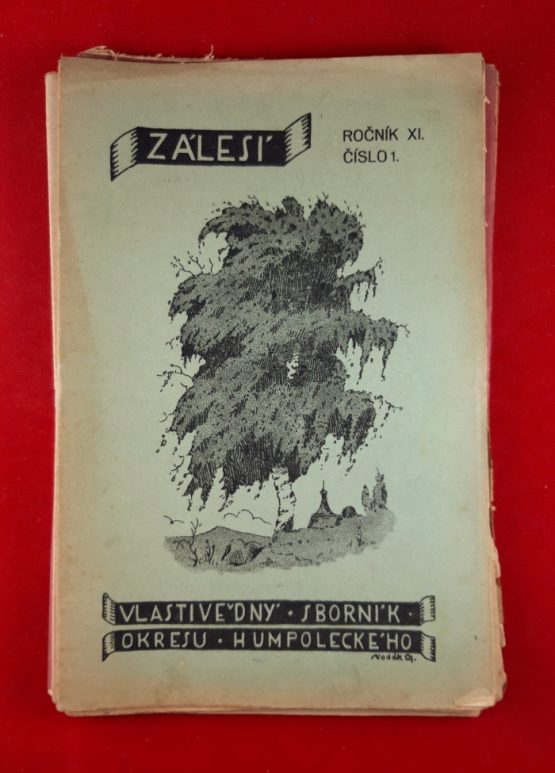 ZÁLESÍ
ROČNÍK XI.
ČÍSLO 1.
VLASTIVĚDNÝ · SBORNÍK ·
OKRESU · HUMPOLECKÉHO